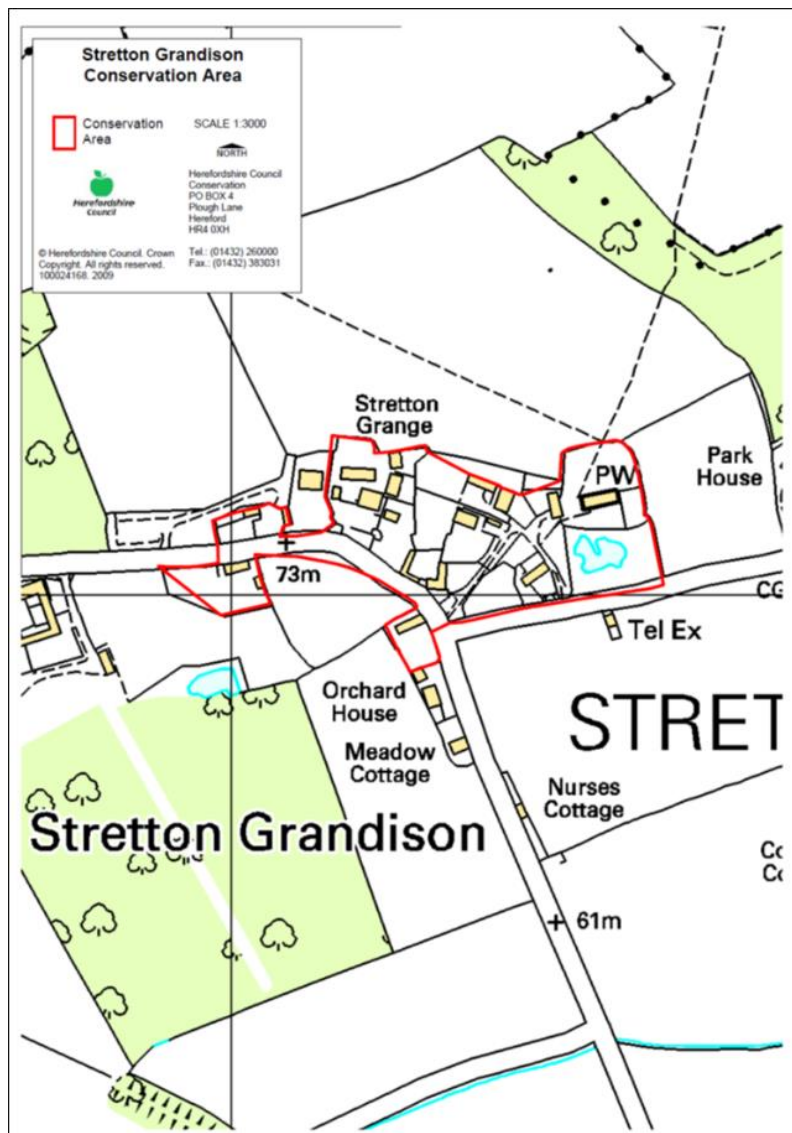 Stretton Grandison
Conservation Area
Conservation
Area
SCALE 1:3000
NORTH
Herefordshire
Council
Herefordshire Council
Conservation
PO BOX 4
Plough Lane
Hereford
HR4 0XH
© Herefordshire Council. Crown
Copyright. All rights reserved.
100024168. 2009
Tel.: (01432) 260000
Fax.: (01432) 383031
Stretton
Grange
PW
Park
House
73m
CG
Tel Ex
Orchard
House
STRET
Meadow
Cottage
Nurses
Cottage
Stretton Grandison
Co
Co
61m